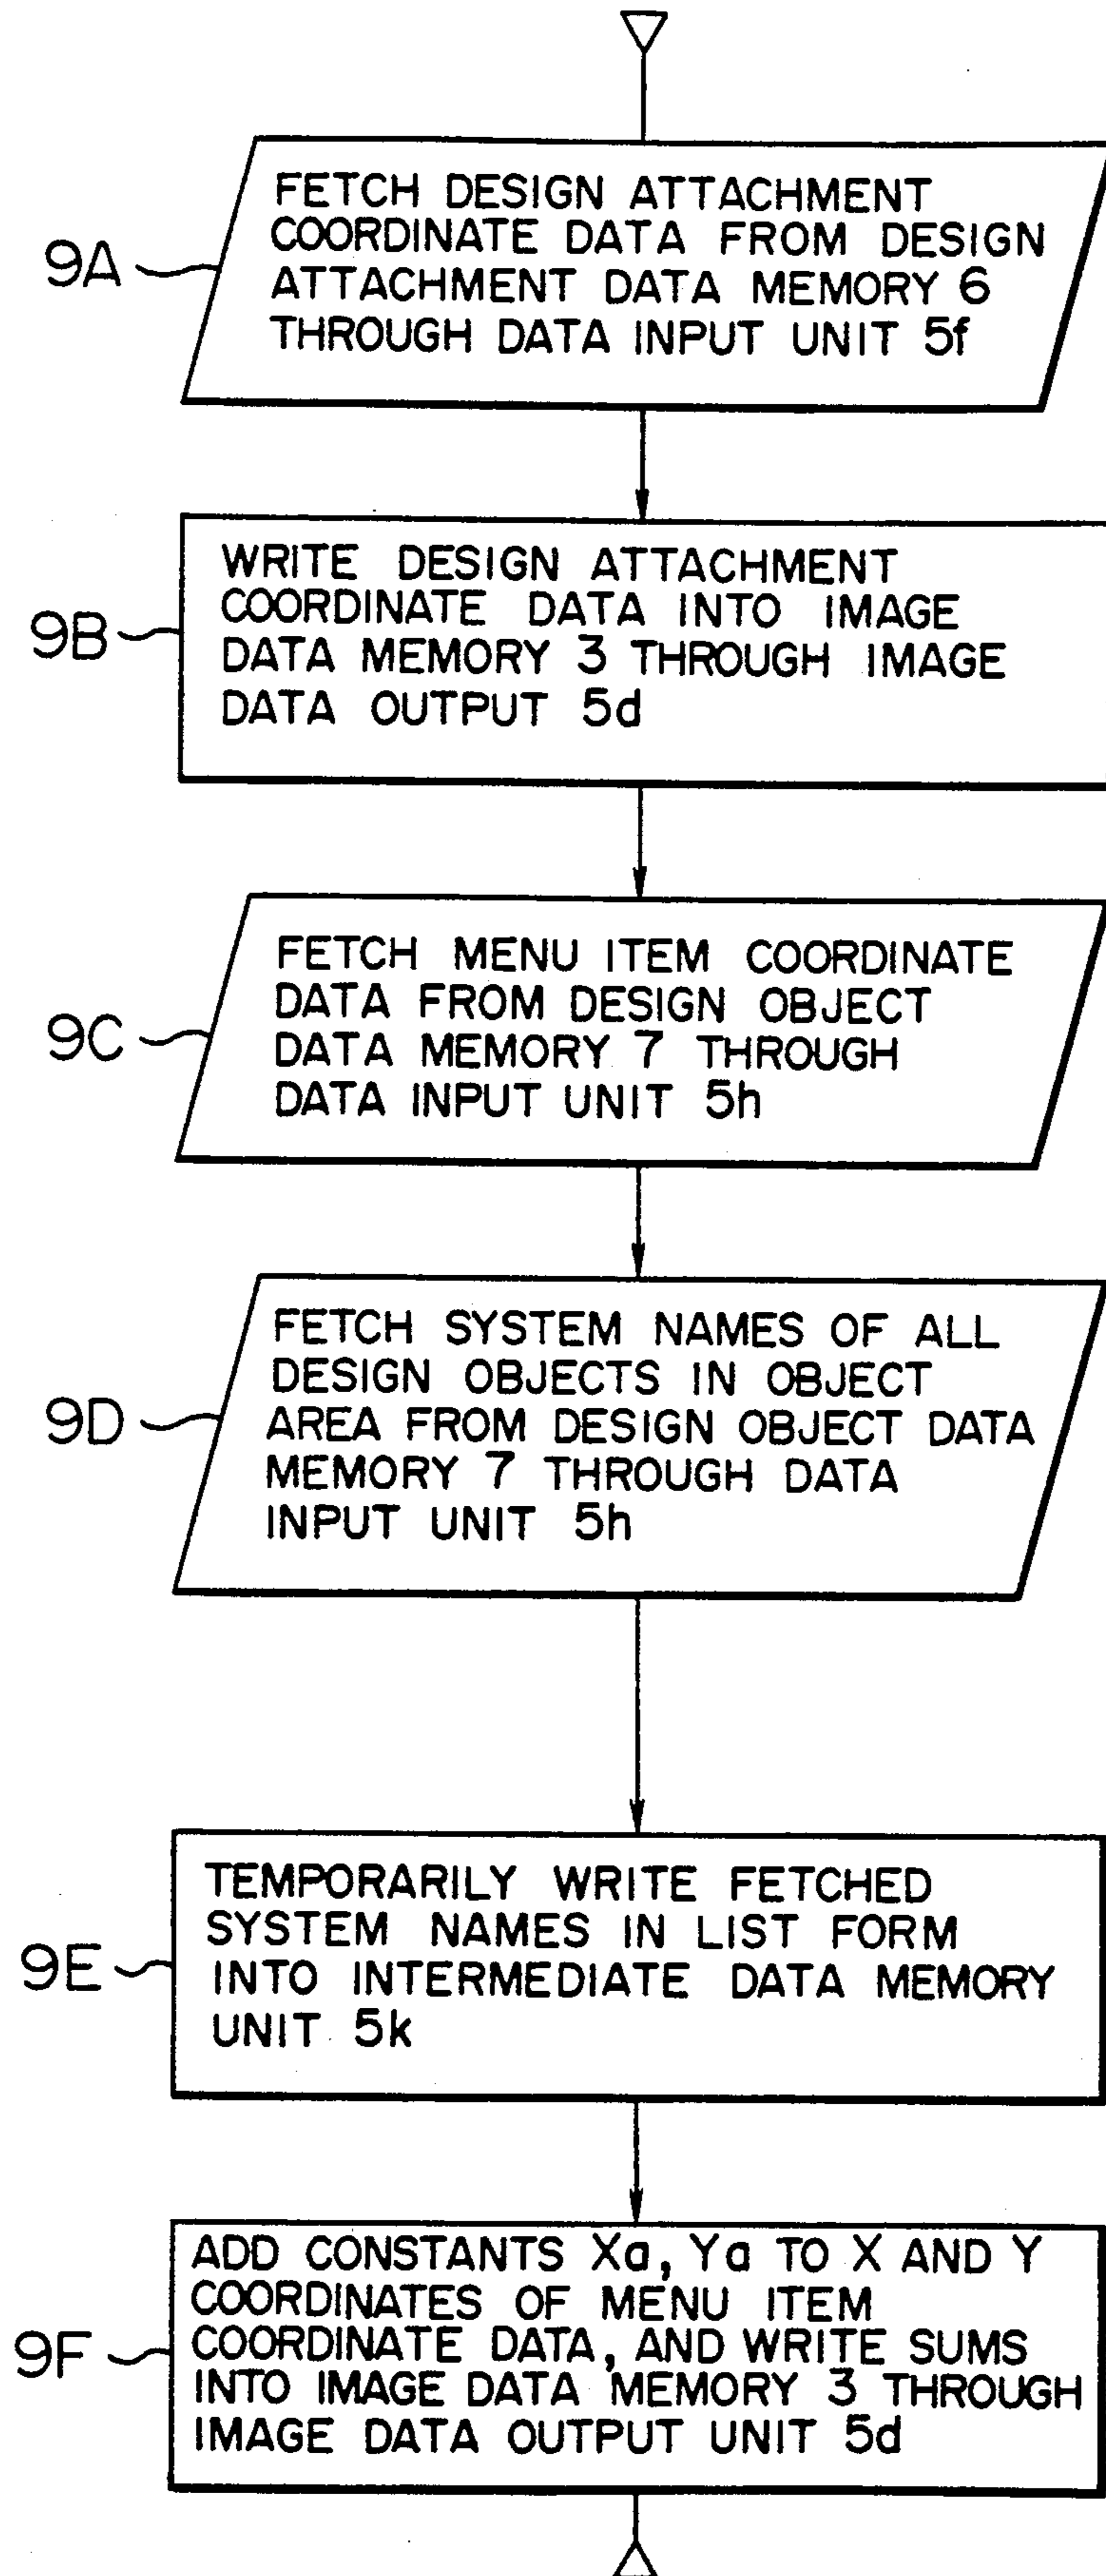 9A
FETCH DESIGN ATTACHMENT
COORDINATE DATA FROM DESIGN
ATTACHMENT DATA MEMORY 6
THROUGH DATA INPUT UNIT 5f
9B
WRITE DESIGN ATTACHMENT
COORDINATE DATA INTO IMAGE
DATA MEMORY 3 THROUGH IMAGE
DATA OUTPUT 5d
9C
FETCH MENU ITEM COORDINATE
DATA FROM DESIGN OBJECT
DATA MEMORY 7 THROUGH
DATA INPUT UNIT 5h
9D
FETCH SYSTEM NAMES OF ALL
DESIGN OBJECTS IN OBJECT
AREA FROM DESIGN OBJECT DATA
MEMORY 7 THROUGH DATA
INPUT UNIT 5h
9E
TEMPORARILY WRITE FETCHED
SYSTEM NAMES IN LIST FORM
INTO INTERMEDIATE DATA MEMORY
UNIT 5k
9F
ADD CONSTANTS Xa, Ya TO X AND Y
COORDINATES OF MENU ITEM
COORDINATE DATA, AND WRITE SUMS
INTO IMAGE DATA MEMORY 3 THROUGH
IMAGE DATA OUTPUT UNIT 5d